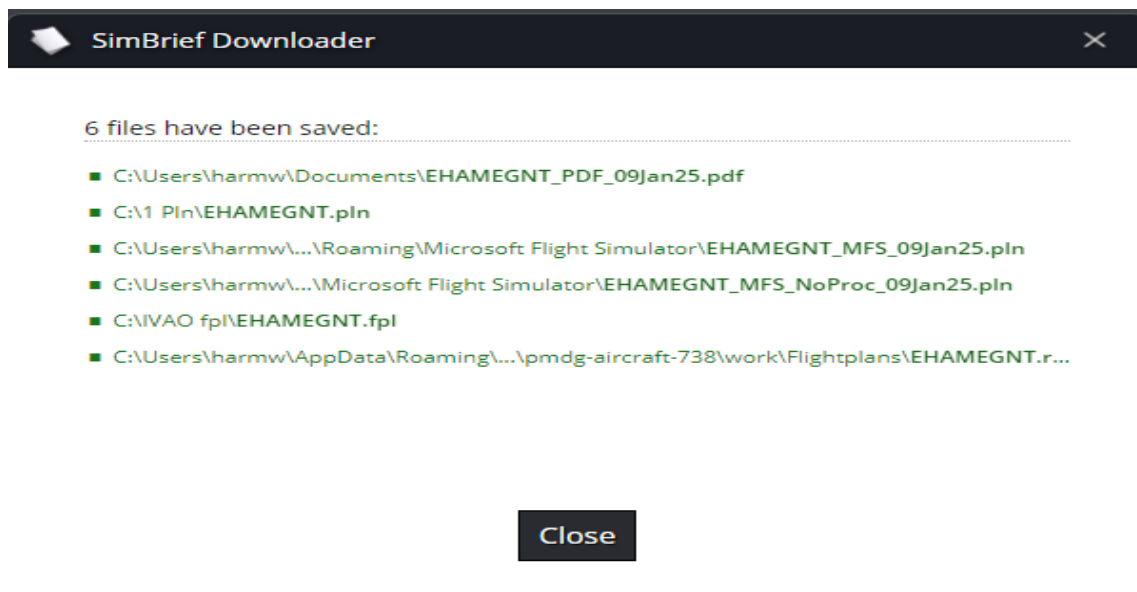 SimBrief Downloader
6 files have been saved:
C:\Users\harmw\Documents\EHAMEGNT_PDF_09Jan25.pdf
C:\1 Pln\EHAMEGNT.pln
C:\Users\harmw\...\Roaming\Microsoft Flight Simulator\EHAMEGNT_MFS_09Jan25.pln
C:\Users\harmw\...\Microsoft Flight Simulator\EHAMEGNT_MFS_NoProc_09Jan25.pln
C:\IVAO fpl\EHAMEGNT.fpl
C:\Users\harmw\AppData\Roaming\...\pmdg-aircraft-738\work\Flightplans\EHAMEGNT.r...
Close